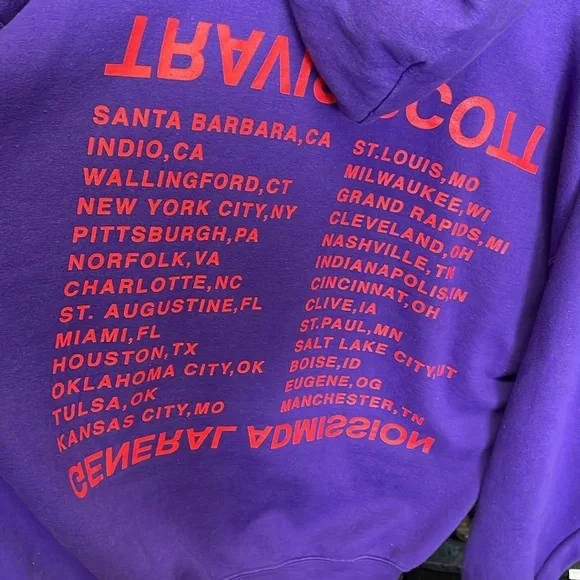 TRAVIS SCOTT
SANTA BARBARA,CA
INDIO,CA
WALLINGFORD,CT
NEW YORK CITY,NY
PITTSBURGH,PA
NORFOLK,VA
CHARLOTTE,NC
ST. AUGUSTINE,FL
MIAMI,FL
HOUSTON,TX
OKLAHOMA CITY,OK
TULSA,OK
KANSAS CITY,MO
ST.LOUIS,MO
MILWAUKEE,WI
GRAND RAPIDS,MI
CLEVELAND,OH
NASHVILLE,TN
INDIANAPOLIS,IN
CINCINNAT,OH
CLIVE,IA
ST.PAUL,MN
SALT LAKE CITY,UT
BOISE,ID
EUGENE,OG
MANCHESTER,TN
GENERAL ADMISSION